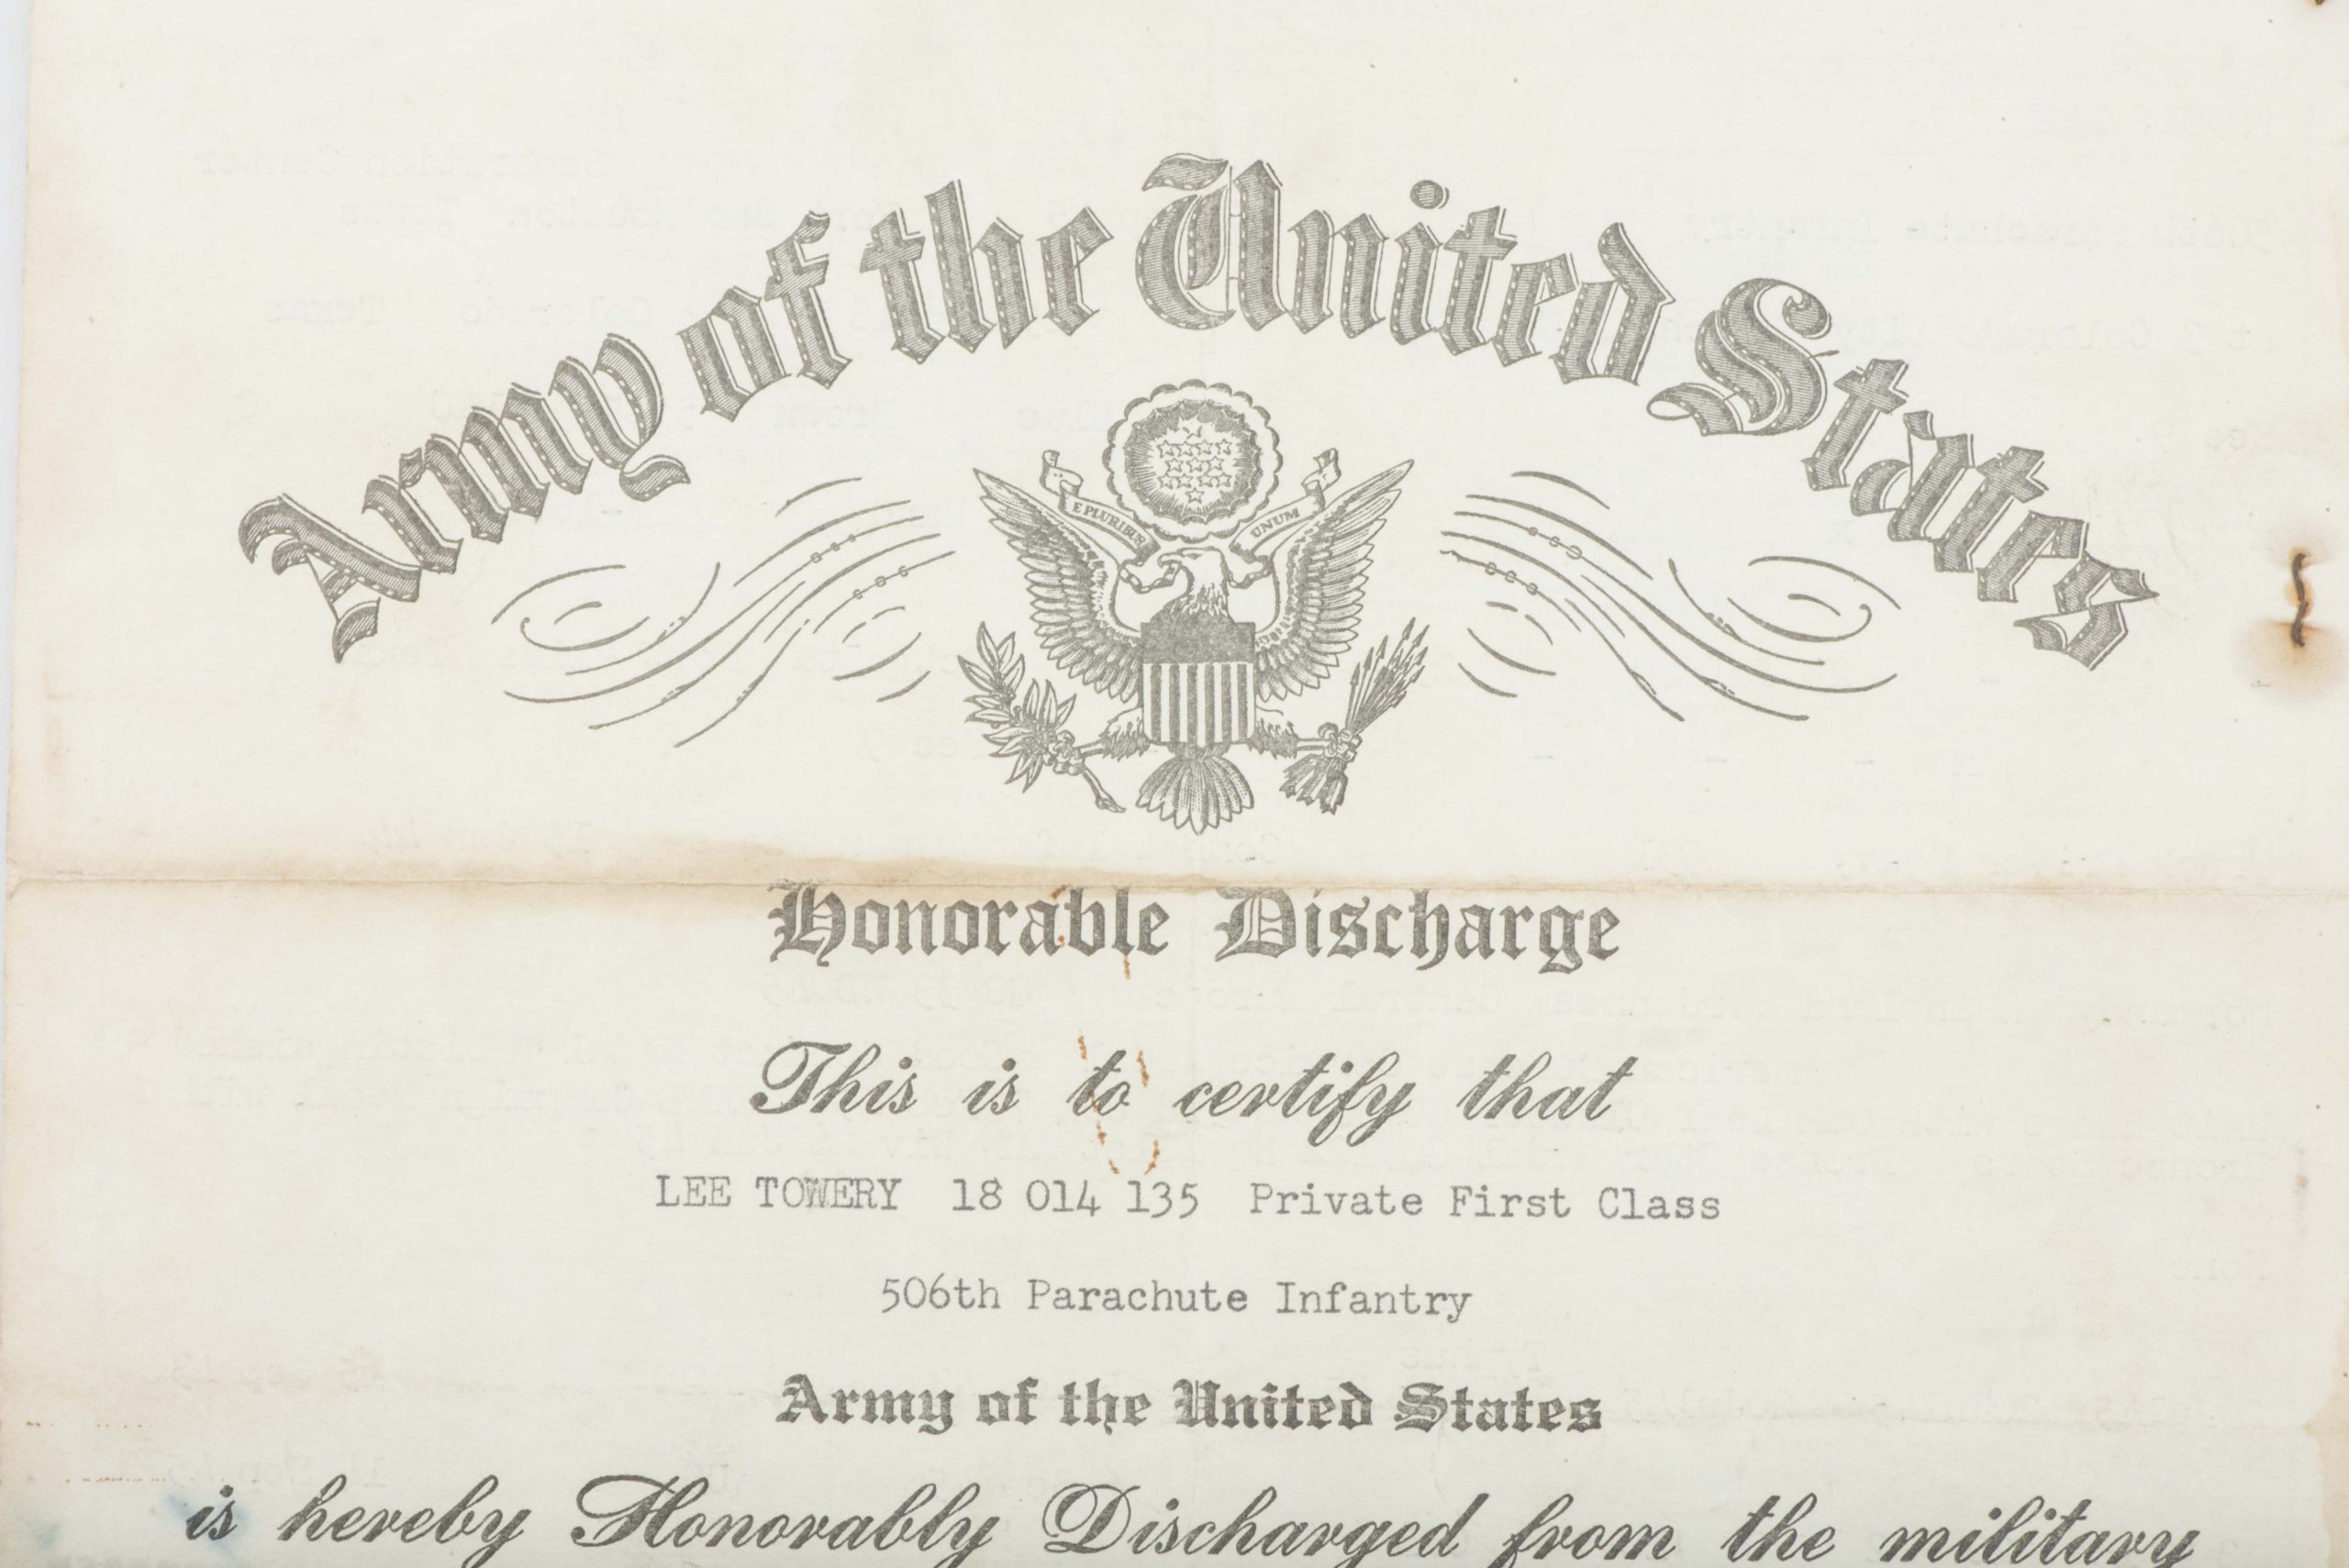 Army of the United States
E PLURIBUS UNUM
Honorable Discharge
This is to certify that
LEE TOWERY 18 014 135 Private First Class
506th Parachute Infantry
Army of the United States
is hereby Honorably Discharged from the military